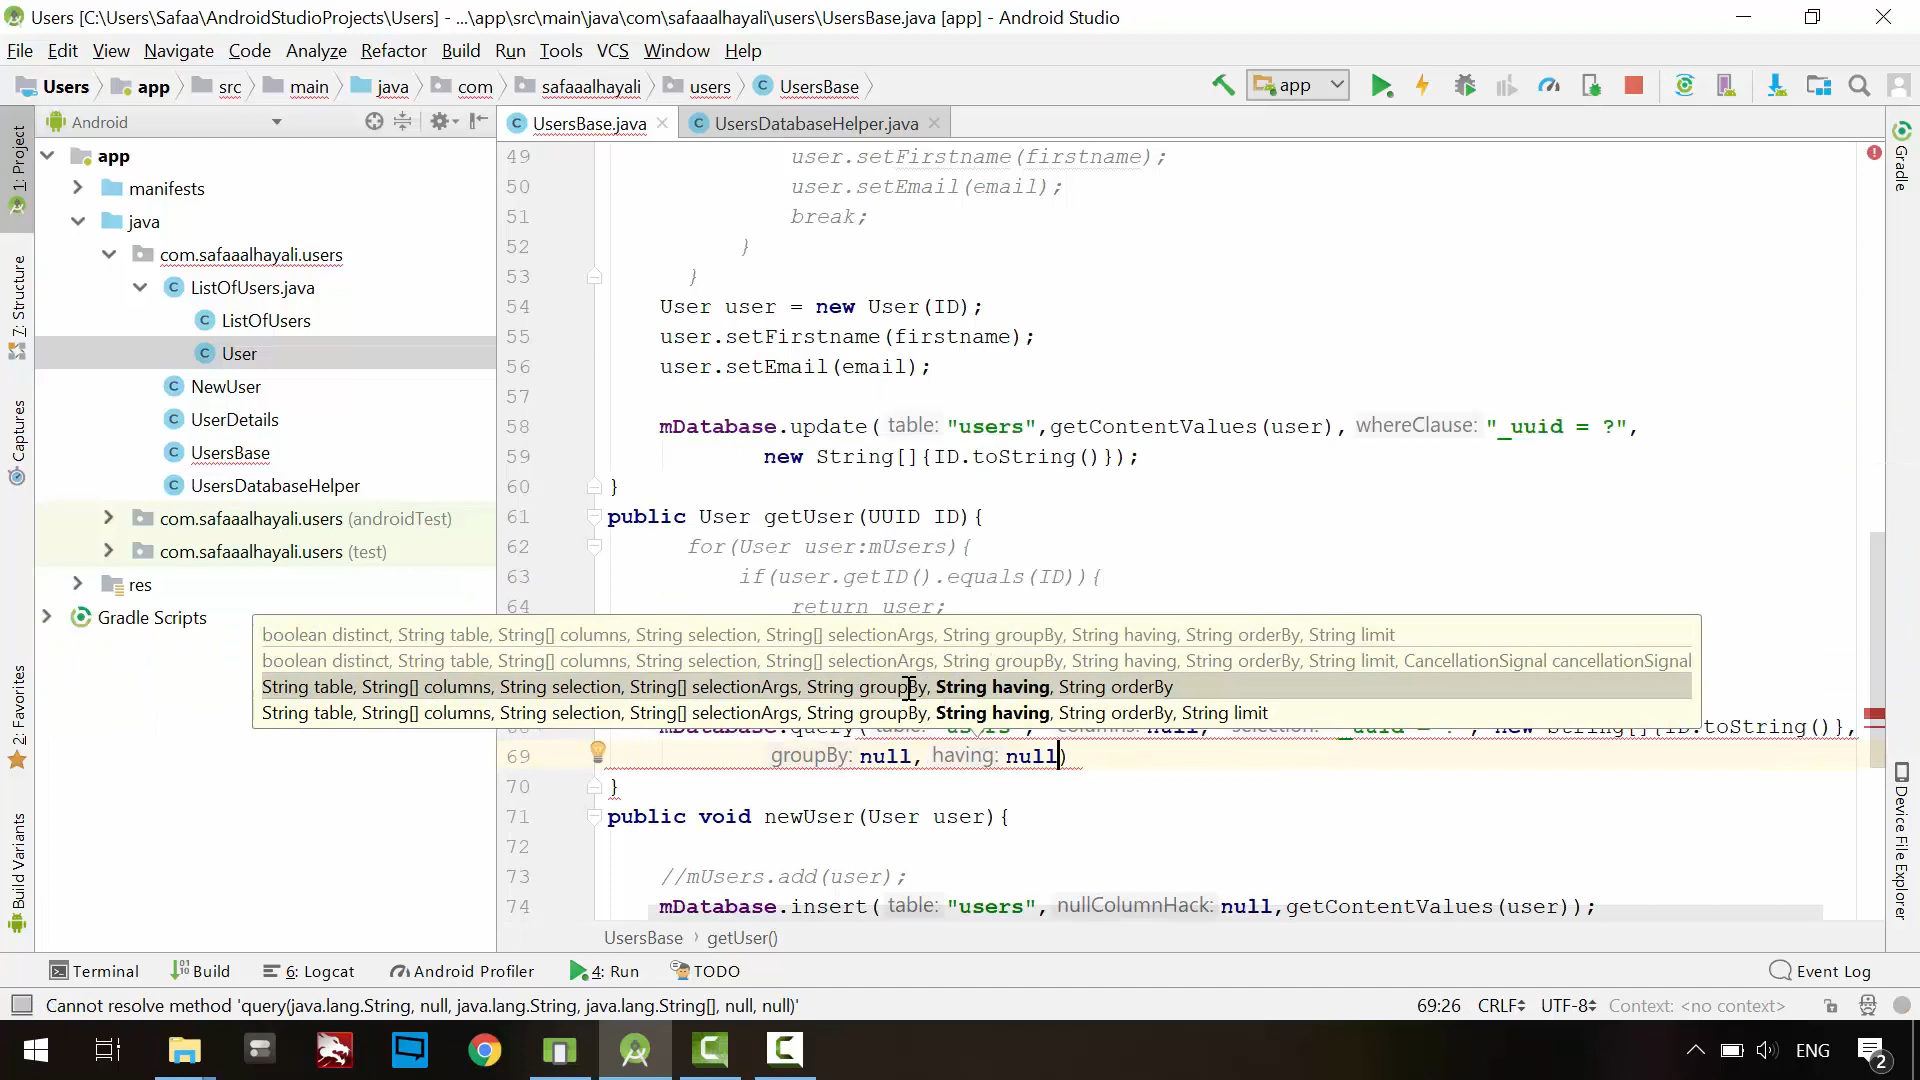 Users [C:\Users\Safaa\AndroidStudioProjects\Users] - ...\app\src\main\java\com\safaaalhayali\users\UsersBase.java [app] - Android Studio
File Edit View Navigate Code Analyze Refactor Build Run Tools VCS Window Help
Users app src main java com safaaalhayali users UsersBase app
Android
UsersBase.java UsersDatabaseHelper.java
1: Project
7: Structure
Captures
2: Favorites
Build Variants
app
manifests
java
com.safaaalhayali.users
ListOfUsers.java
ListOfUsers
User
NewUser
UserDetails
UsersBase
UsersDatabaseHelper
com.safaaalhayali.users (androidTest)
com.safaaalhayali.users (test)
res
Gradle Scripts
49 user.setFirstname(firstname);
50 user.setEmail(email);
51 break;
52 }
53 }
54 User user = new User(ID);
55 user.setFirstname(firstname);
56 user.setEmail(email);
57
58 mDatabase.update( table: "users",getContentValues(user), whereClause: "_uuid = ?",
59 new String[]{ID.toString()});
60 }
61 public User getUser(UUID ID){
62 for(User user:mUsers){
63 if(user.getID().equals(ID)){
64 return user;
boolean distinct, String table, String[] columns, String selection, String[] selectionArgs, String groupBy, String having, String orderBy, String limit
boolean distinct, String table, String[] columns, String selection, String[] selectionArgs, String groupBy, String having, String orderBy, String limit, CancellationSignal cancellationSignal
String table, String[] columns, String selection, String[] selectionArgs, String groupBy, String having, String orderBy
String table, String[] columns, String selection, String[] selectionArgs, String groupBy, String having, String orderBy, String limit
mDatabase.query( "users", null, "_uuid = ?", new String[]{ID.toString()},
69 groupBy: null, having: null)
70 }
71 public void newUser(User user){
72
73 //mUsers.add(user);
74 mDatabase.insert( table: "users", nullColumnHack: null,getContentValues(user));
UsersBase getUser()
Gradle
Device File Explorer
Terminal Build 6: Logcat Android Profiler 4: Run TODO Event Log
Cannot resolve method 'query(java.lang.String, null, java.lang.String, java.lang.String[], null, null)' 69:26 CRLF UTF-8 Context: <no context>
ENG 2